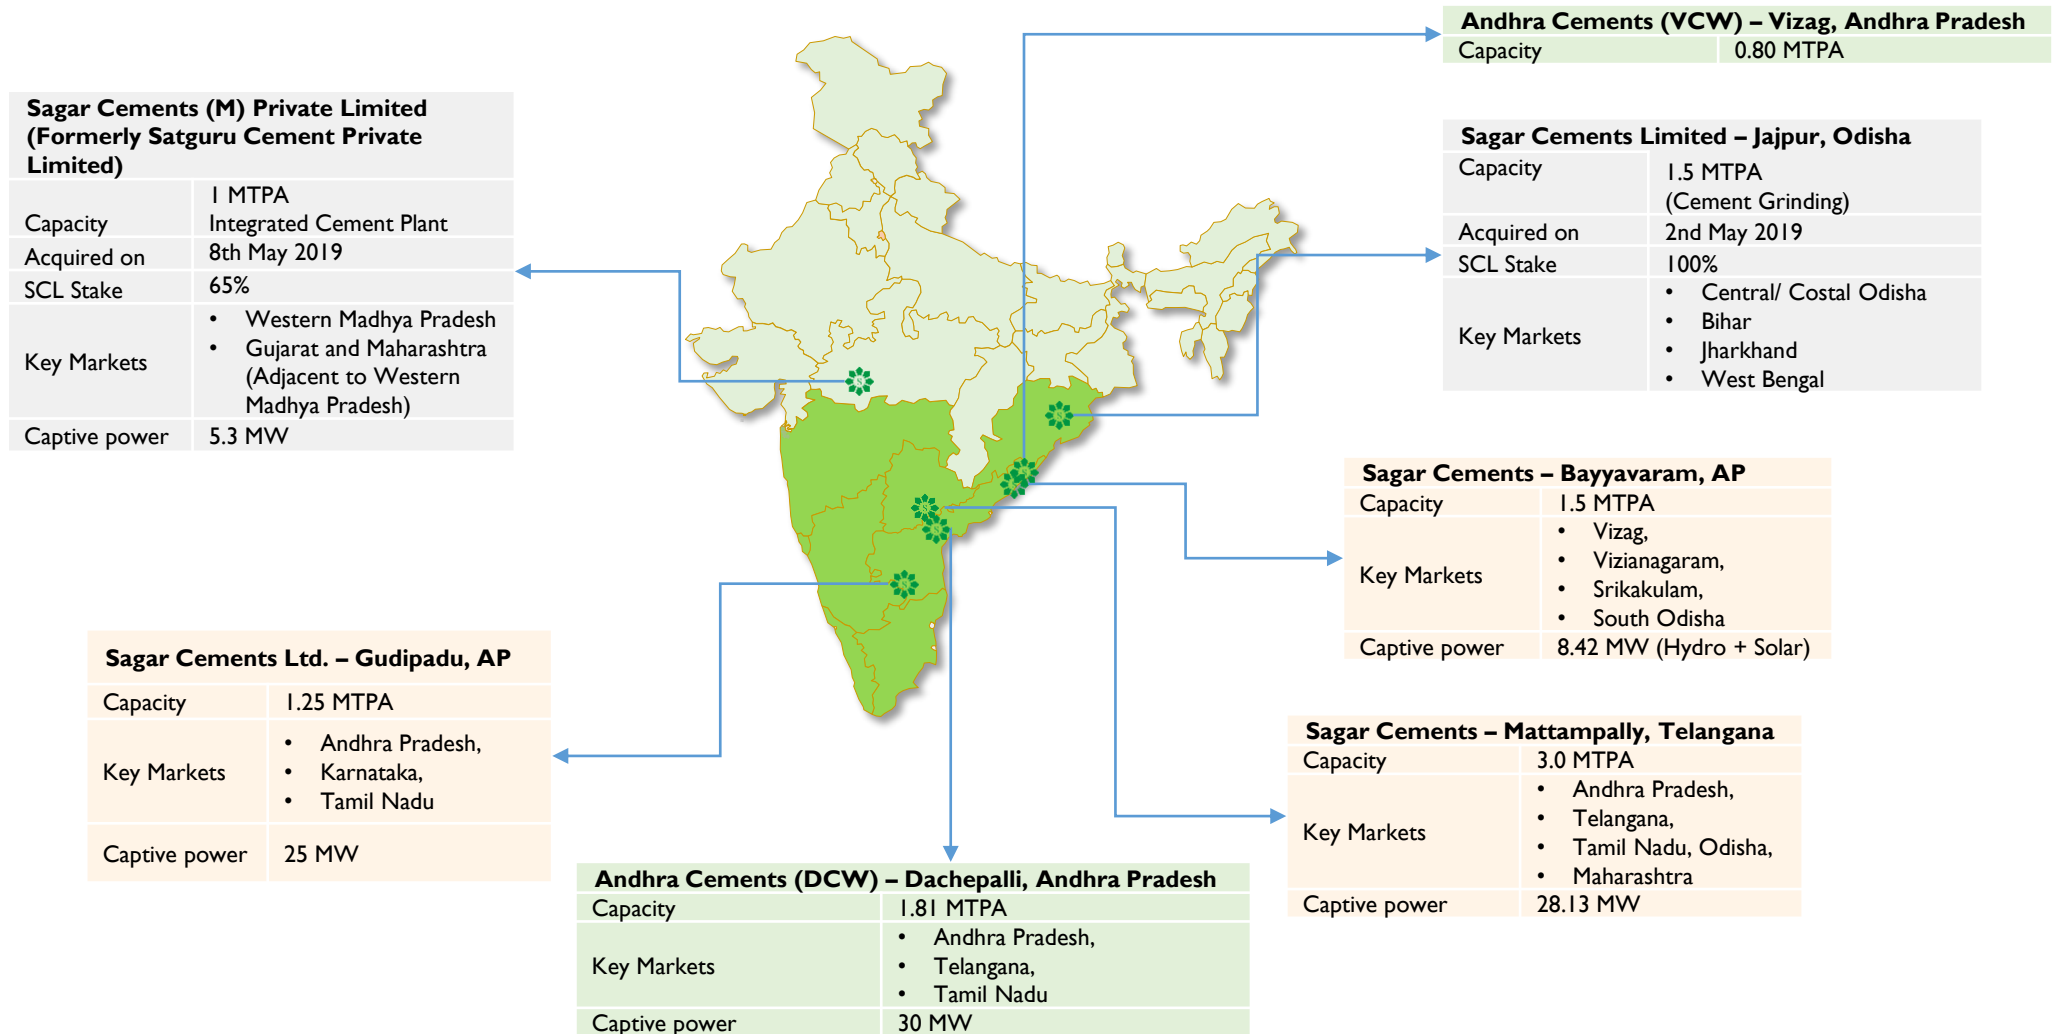 Andhra Cements (VCW) – Vizag, Andhra Pradesh
Capacity 0.80 MTPA
Sagar Cements (M) Private Limited
(Formerly Satguru Cement Private
Limited)
1 MTPA
Capacity Integrated Cement Plant
Acquired on 8th May 2019
SCL Stake 65%
• Western Madhya Pradesh
• Gujarat and Maharashtra
Key Markets
(Adjacent to Western
Madhya Pradesh)
Captive power 5.3 MW
Sagar Cements Limited – Jajpur, Odisha
Capacity 1.5 MTPA
(Cement Grinding)
Acquired on 2nd May 2019
SCL Stake 100%
• Central/ Costal Odisha
• Bihar
Key Markets
• Jharkhand
• West Bengal
Sagar Cements – Bayyavaram, AP
Capacity 1.5 MTPA
• Vizag,
• Vizianagaram,
Key Markets
• Srikakulam,
• South Odisha
Captive power 8.42 MW (Hydro + Solar)
Sagar Cements Ltd. – Gudipadu, AP
Capacity 1.25 MTPA
• Andhra Pradesh,
Key Markets • Karnataka,
• Tamil Nadu
Captive power 25 MW
Sagar Cements – Mattampally, Telangana
Capacity 3.0 MTPA
• Andhra Pradesh,
• Telangana,
Key Markets
• Tamil Nadu, Odisha,
• Maharashtra
Captive power 28.13 MW
Andhra Cements (DCW) – Dachepalli, Andhra Pradesh
Capacity 1.81 MTPA
• Andhra Pradesh,
Key Markets • Telangana,
• Tamil Nadu
Captive power 30 MW